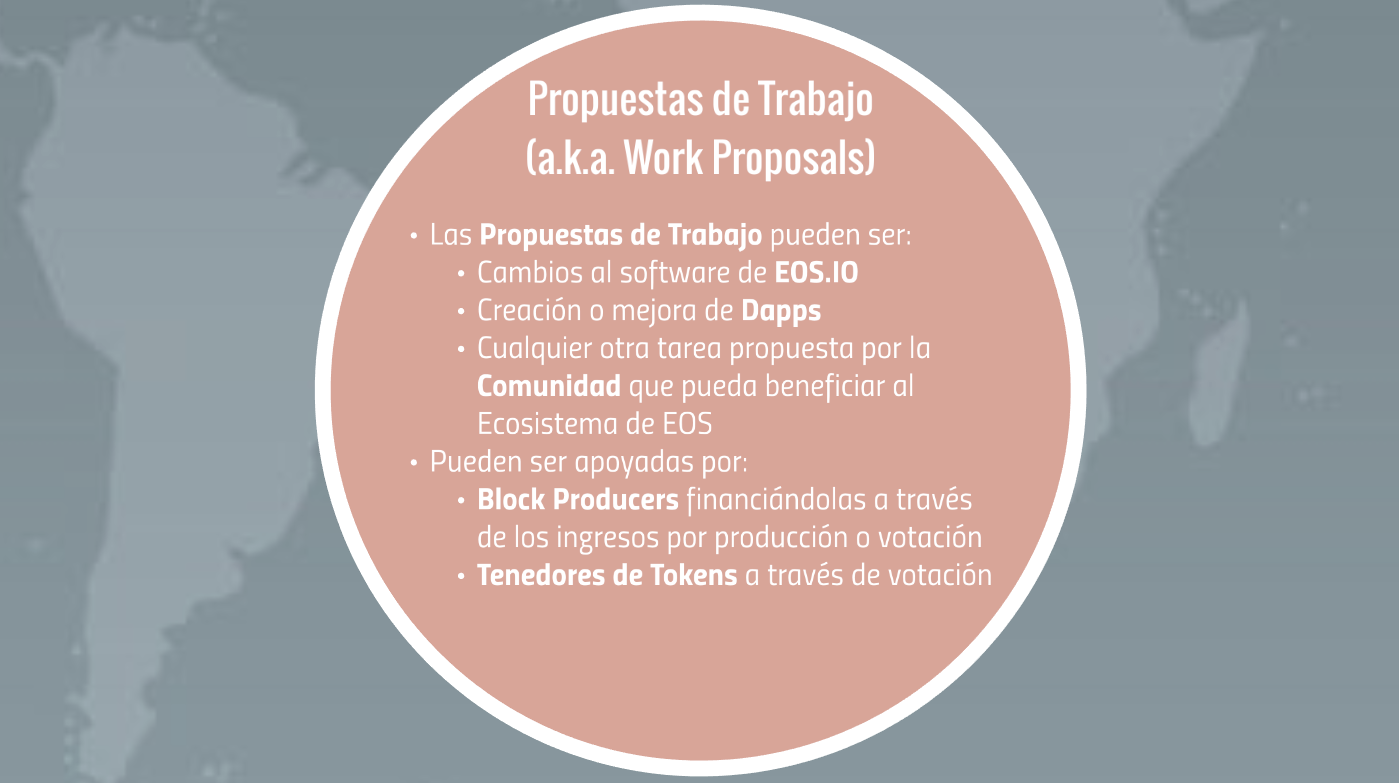 Propuestas de Trabajo
(a.k.a. Work Proposals)
• Las Propuestas de Trabajo pueden ser:
• Cambios al software de EOS.IO
• Creación o mejora de Dapps
• Cualquier otra tarea propuesta por la
Comunidad que pueda beneficiar al
Ecosistema de EOS
• Pueden ser apoyadas por:
• Block Producers financiándolas a través
de los ingresos por producción o votación
• Tenedores de Tokens a través de votación